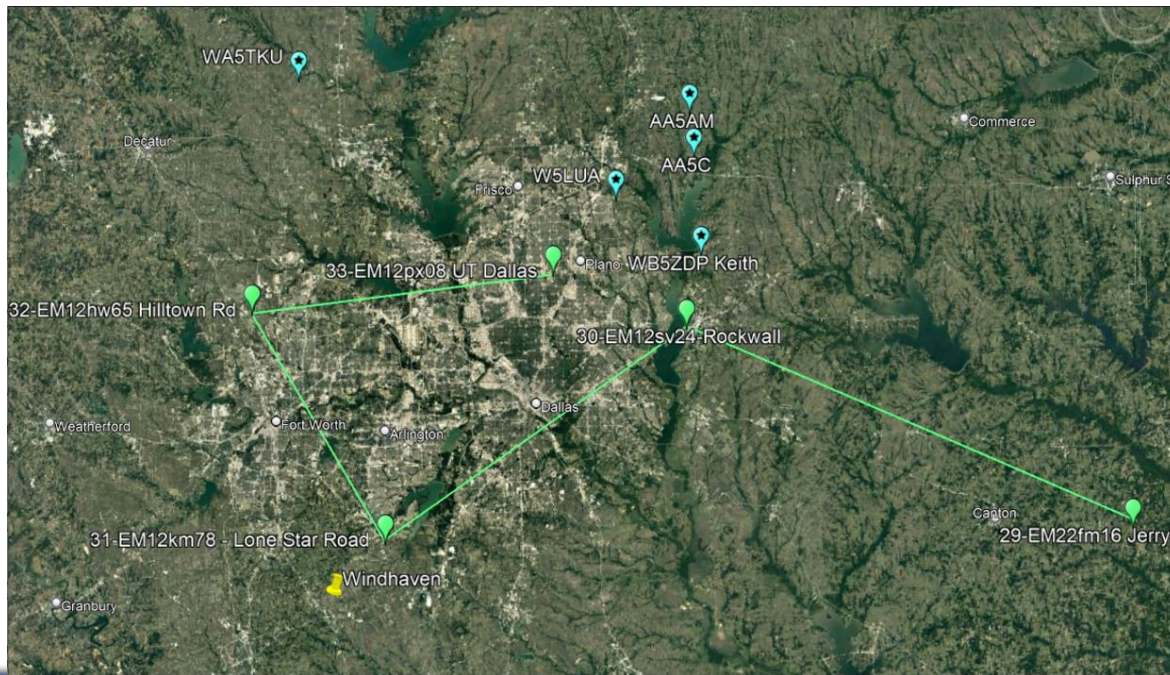 WA5TKU
AA5AM
Commerce
Decatur
AA5C
W5LUA
Frisco
Sulphur S
33-EM12px08 UT Dallas
Plano
WB5ZDP Keith
32-EM12hw65 Hilltown Rd
30-EM12sv24-Rockwall
Dallas
Weatherford
Fort Worth
Arlington
Canton
31-EM12km78 - Lone Star Road
29-EM22fm16 Jerry
Windhaven
Granbury